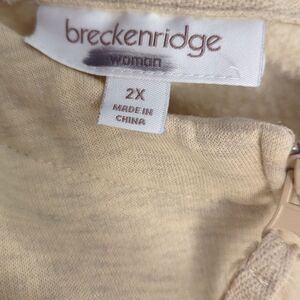 breckenridge
woman
2X
MADE IN
CHINA